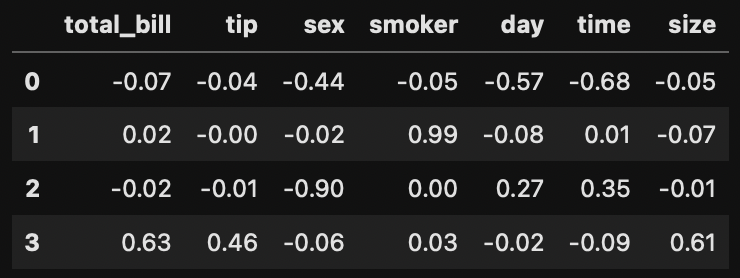 total_bill tip sex smoker day time size
0 -0.07 -0.04 -0.44 -0.05 -0.57 -0.68 -0.05
1 0.02 -0.00 -0.02 0.99 -0.08 0.01 -0.07
2 -0.02 -0.01 -0.90 0.00 0.27 0.35 -0.01
3 0.63 0.46 -0.06 0.03 -0.02 -0.09 0.61